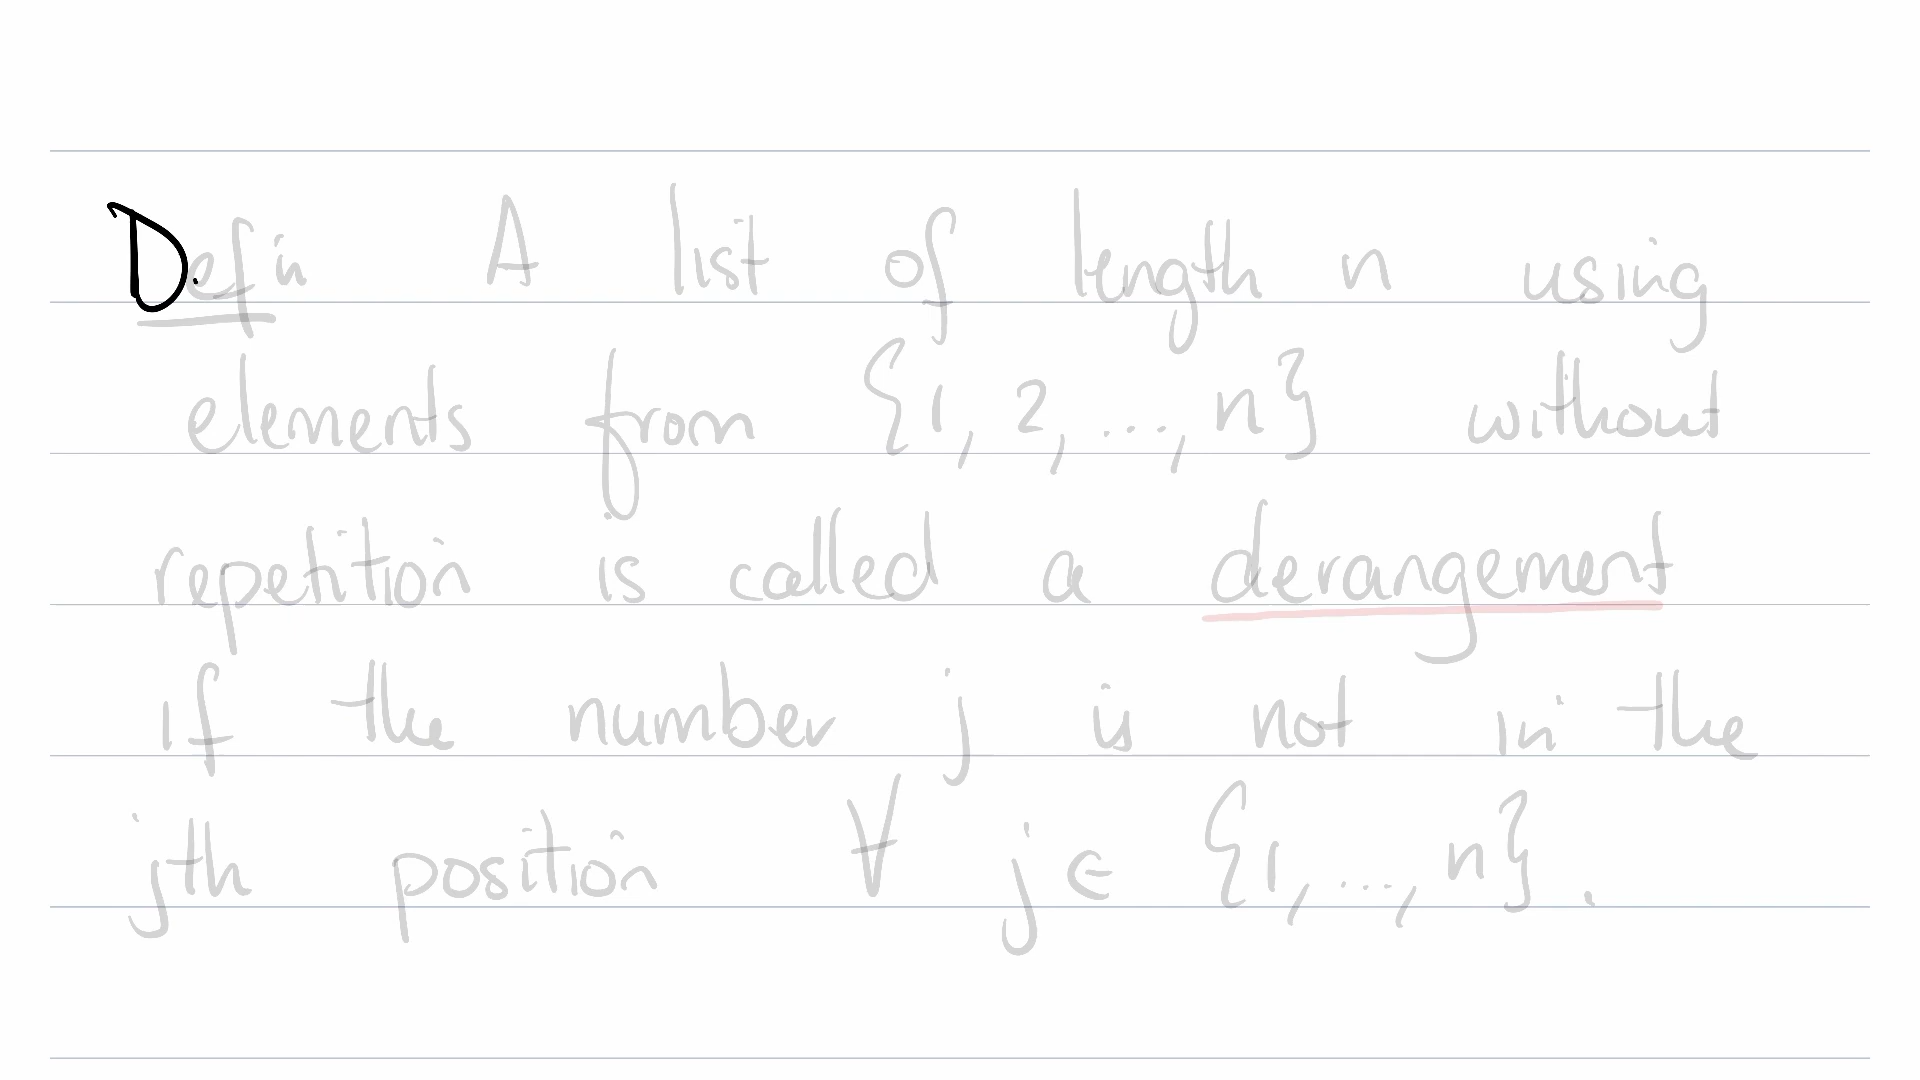 Defn A list of length n using
elements from {1, 2, ..., n} without
repetition is called a derangement
if the number j is not in the
jth position ∀ j ∈ {1, ..., n}.